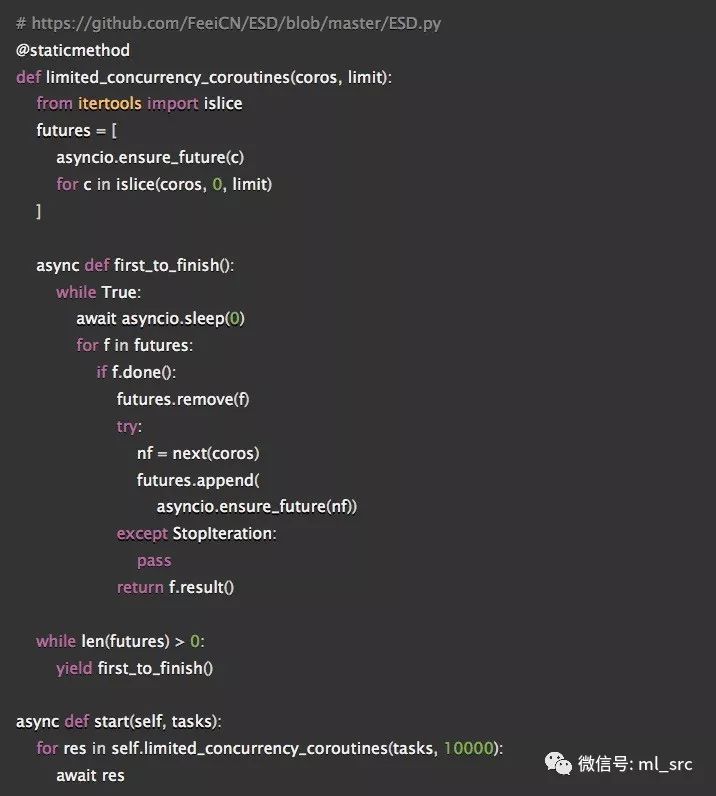 # https://github.com/FeeiCN/ESD/blob/master/ESD.py
@staticmethod
def limited_concurrency_coroutines(coros, limit):
    from itertools import islice
    futures = [
        asyncio.ensure_future(c)
        for c in islice(coros, 0, limit)
    ]

    async def first_to_finish():
        while True:
            await asyncio.sleep(0)
            for f in futures:
                if f.done():
                    futures.remove(f)
                    try:
                        nf = next(coros)
                        futures.append(
                            asyncio.ensure_future(nf))
                    except StopIteration:
                        pass
                    return f.result()

    while len(futures) > 0:
        yield first_to_finish()

async def start(self, tasks):
    for res in self.limited_concurrency_coroutines(tasks, 10000):
        await res
微信号: ml_src